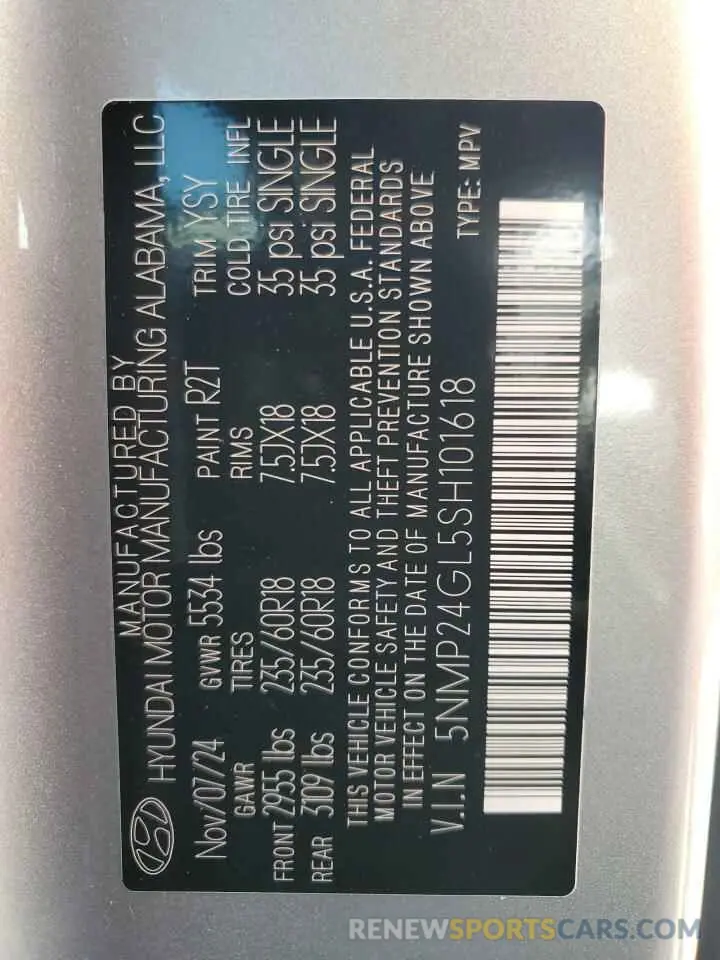 MANUFACTURED BY
HYUNDAI MOTOR MANUFACTURING ALABAMA, LLC
Nov/07/24 GVWR 5534 lbs PAINT R2T TRIM YSY
GAWR TIRES RIMS COLD TIRE INFL
FRONT 2955 lbs 235/60R18 7.5JX18 35 psi SINGLE
REAR 3109 lbs 235/60R18 7.5JX18 35 psi SINGLE
THIS VEHICLE CONFORMS TO ALL APPLICABLE U.S.A. FEDERAL
MOTOR VEHICLE SAFETY AND THEFT PREVENTION STANDARDS
IN EFFECT ON THE DATE OF MANUFACTURE SHOWN ABOVE
V.I.N 5NMP24GL5SH101618 TYPE: MPV
RENEWSPORTSCARS.COM